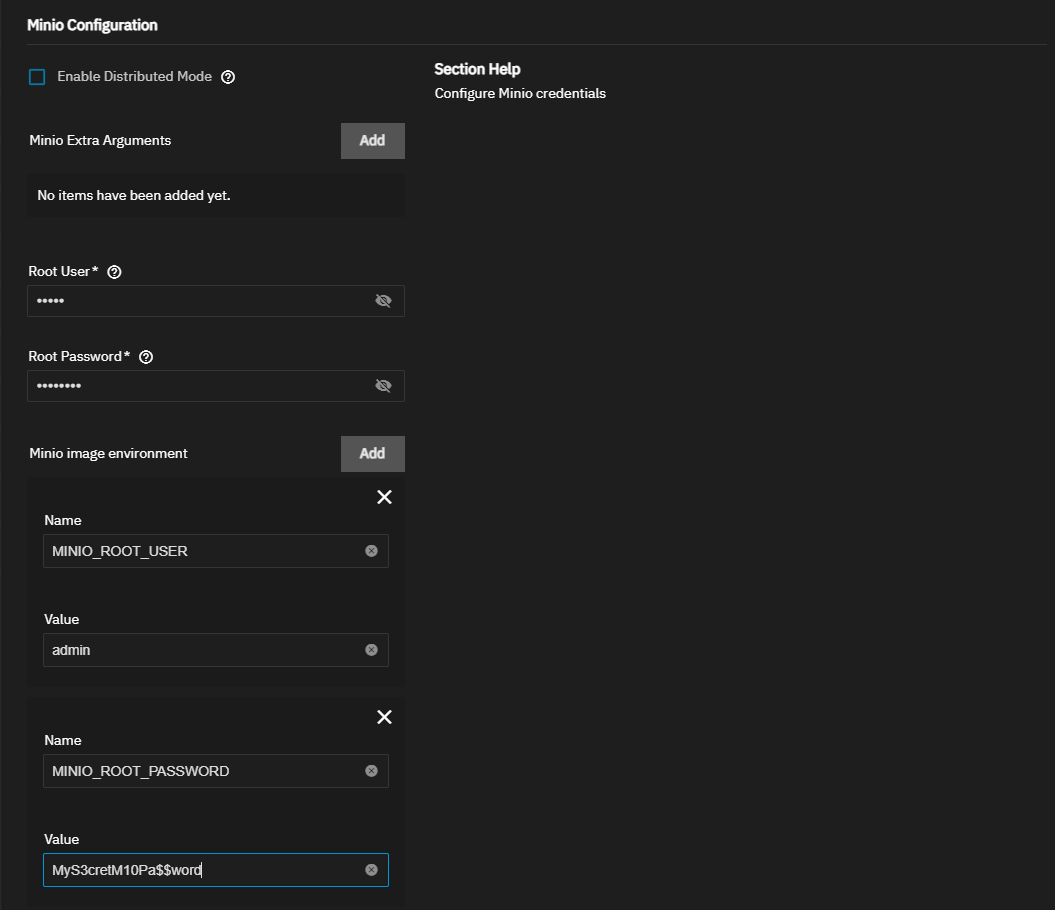 Minio Configuration
Enable Distributed Mode
Section Help
Configure Minio credentials
Minio Extra Arguments
Add
No items have been added yet.
Root User*
•••••
Root Password*
••••••••
Minio image environment
Add
Name
MINIO_ROOT_USER
Value
admin
Name
MINIO_ROOT_PASSWORD
Value
MyS3cretM10Pa$$word